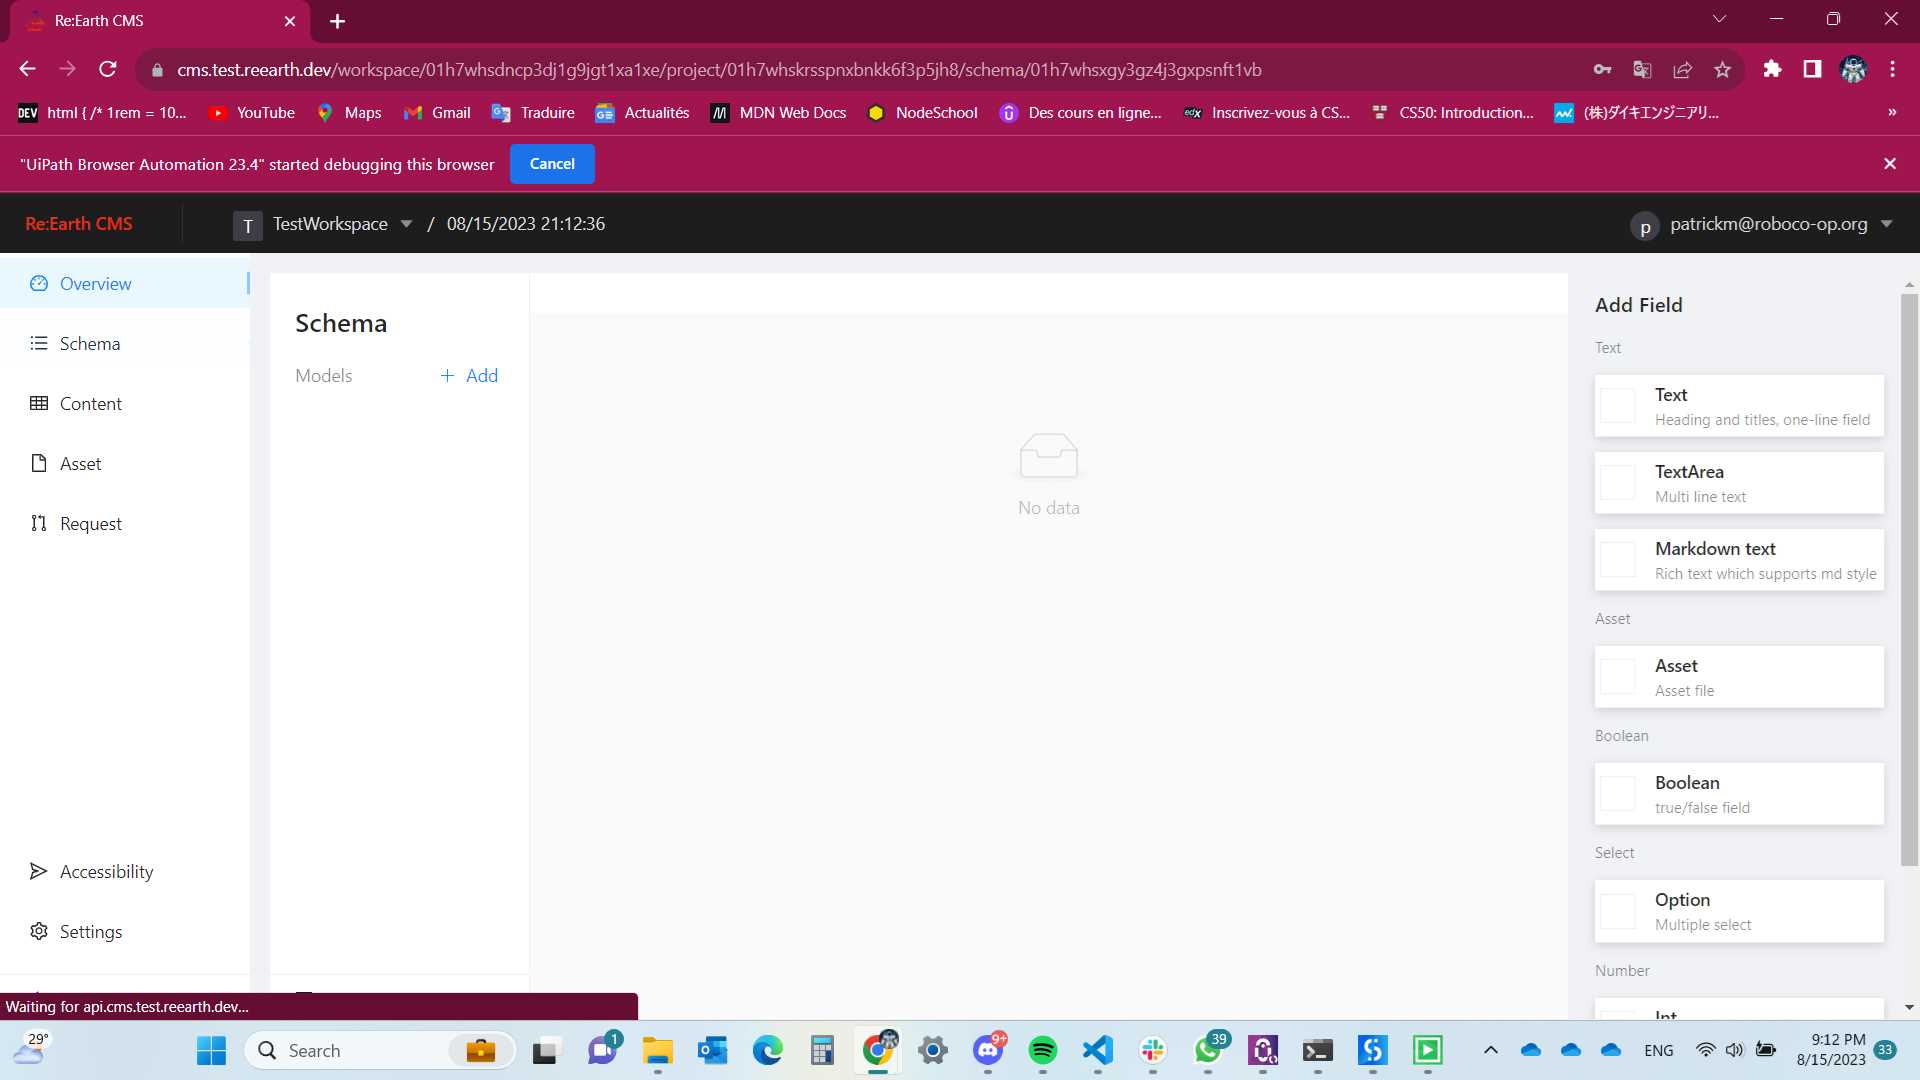 Re:Earth CMS
cms.test.reearth.dev/workspace/01h7whsdncp3dj1g9jgt1xa1xe/project/01h7whskrsspnxbnkk6f3p5jh8/schema/01h7whsxgy3gz4j3gxpsnft1vb
DEV html { /* 1rem = 10... YouTube Maps Gmail Traduire Actualités MDN Web Docs NodeSchool Des cours en ligne... edX Inscrivez-vous à CS... CS50: Introduction... (株)ダイキエンジニアリ... »
"UiPath Browser Automation 23.4" started debugging this browser Cancel
Re:Earth CMS T TestWorkspace / 08/15/2023 21:12:36 p patrickm@roboco-op.org
Overview
Schema
Content
Asset
Request
Accessibility
Settings
Schema
Models + Add
No data
Add Field
Text
Text
Heading and titles, one-line field
TextArea
Multi line text
Markdown text
Rich text which supports md style
Asset
Asset
Asset file
Boolean
Boolean
true/false field
Select
Option
Multiple select
Number
Int
Waiting for api.cms.test.reearth.dev...
29°
Search
1
9+
39
ENG
9:12 PM
8/15/2023
33